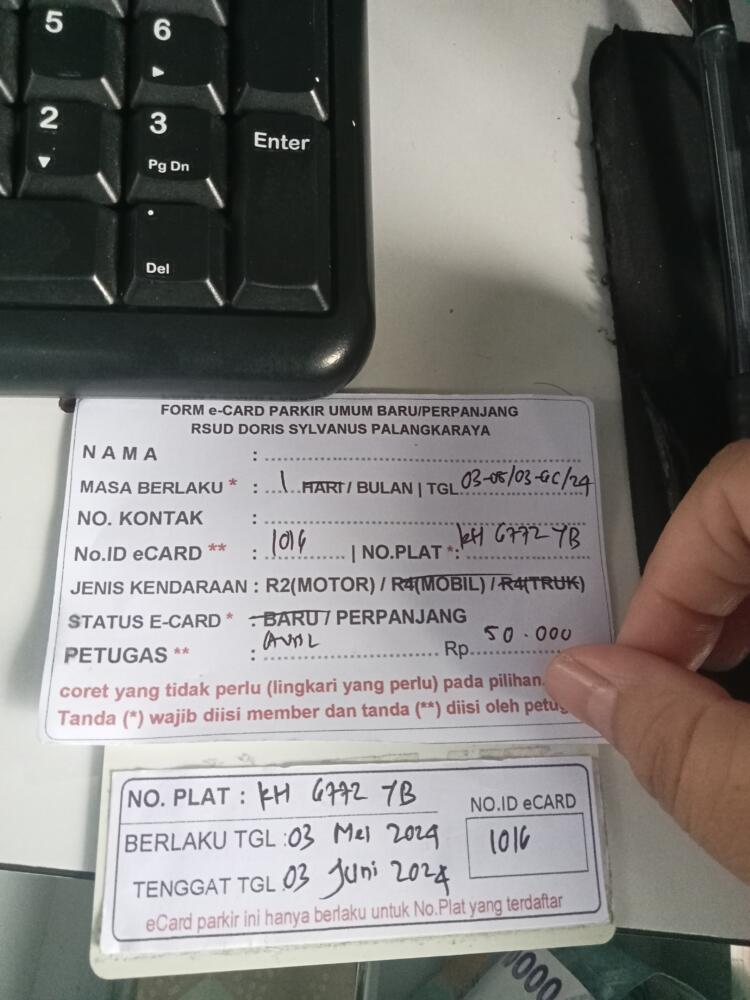 5
6
2
3
Pg Dn
Enter
Del
FORM e-CARD PARKIR UMUM BARU/PERPANJANG
RSUD DORIS SYLVANUS PALANGKARAYA
N A M A :
MASA BERLAKU * : 1 HARI / BULAN | TGL 03-05/03-06/24
NO. KONTAK :
No.ID eCARD ** : 1016 | NO.PLAT *: KH 6772 YB
JENIS KENDARAAN : R2(MOTOR) / R4(MOBIL) / R4(TRUK)
STATUS E-CARD * : BARU / PERPANJANG
PETUGAS ** : Rp. 50.000
coret yang tidak perlu (lingkari yang perlu) pada pilihan.
Tanda (*) wajib diisi member dan tanda (**) diisi oleh petug
NO. PLAT : KH 6772 YB
NO.ID eCARD
BERLAKU TGL : 03 Mei 2024
1016
TENGGAT TGL : 03 Juni 2024
eCard parkir ini hanya berlaku untuk No.Plat yang terdaftar